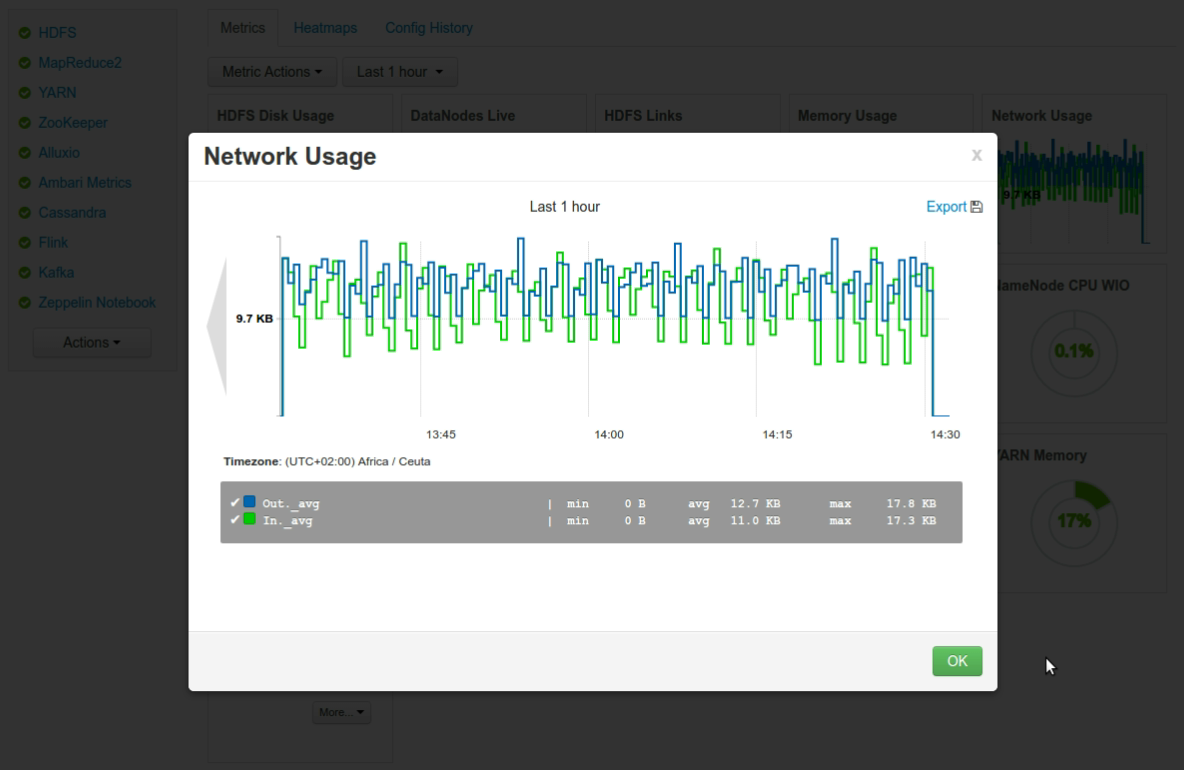 HDFS
MapReduce2
YARN
ZooKeeper
Alluxio
Ambari Metrics
Cassandra
Flink
Kafka
Zeppelin Notebook
Actions
Metrics Heatmaps Config History
Metric Actions Last 1 hour
HDFS Disk Usage DataNodes Live HDFS Links Memory Usage Network Usage
9.7 KB
NameNode CPU WIO
0.1%
YARN Memory
17%
Network Usage x
Last 1 hour Export
9.7 KB
13:45 14:00 14:15 14:30
Timezone: (UTC+02:00) Africa / Ceuta
✔ Out._avg | min 0 B avg 12.7 KB max 17.8 KB
✔ In._avg | min 0 B avg 11.0 KB max 17.3 KB
OK
More...